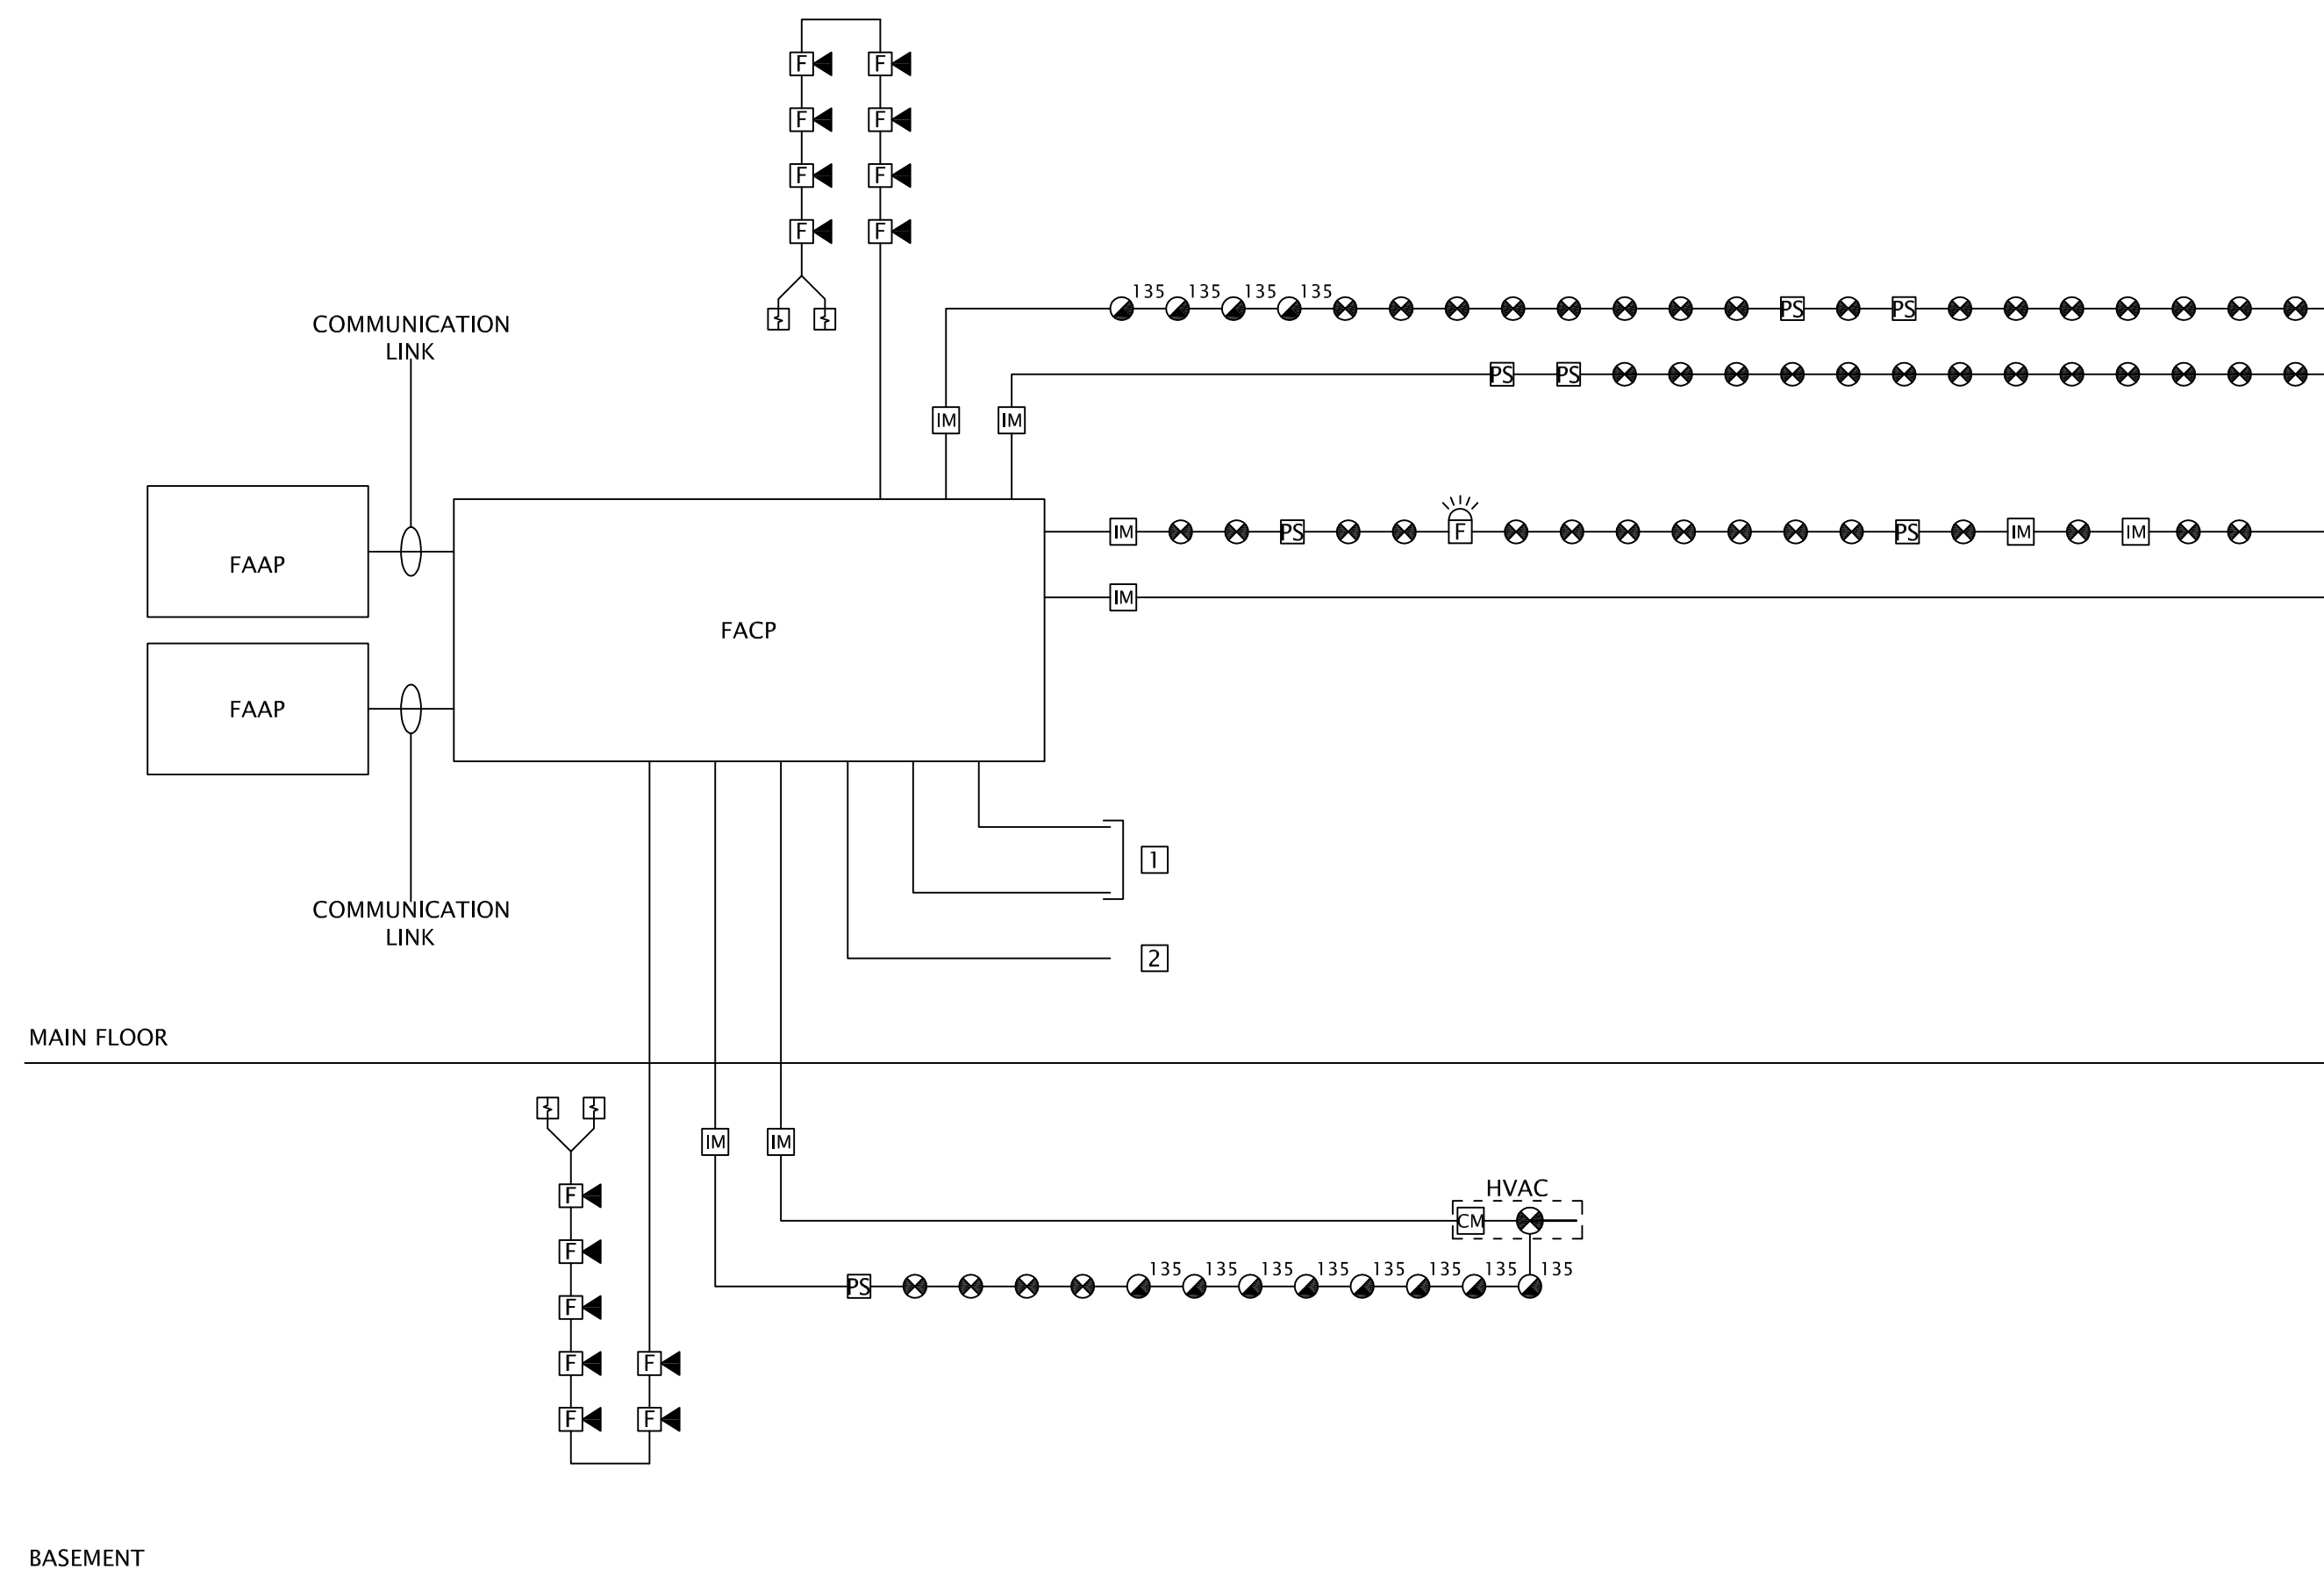 F F
F F
F F
F F
135 135 135 135 PS PS
COMMUNICATION
LINK
PS PS
IM IM
IM PS F PS IM IM
FAAP
IM
FACP
FAAP
1
COMMUNICATION
LINK
2
MAIN FLOOR
IM IM
HVAC
F
CM
F
PS 135 135 135 135 135 135 135 135
F
F F
F F
BASEMENT